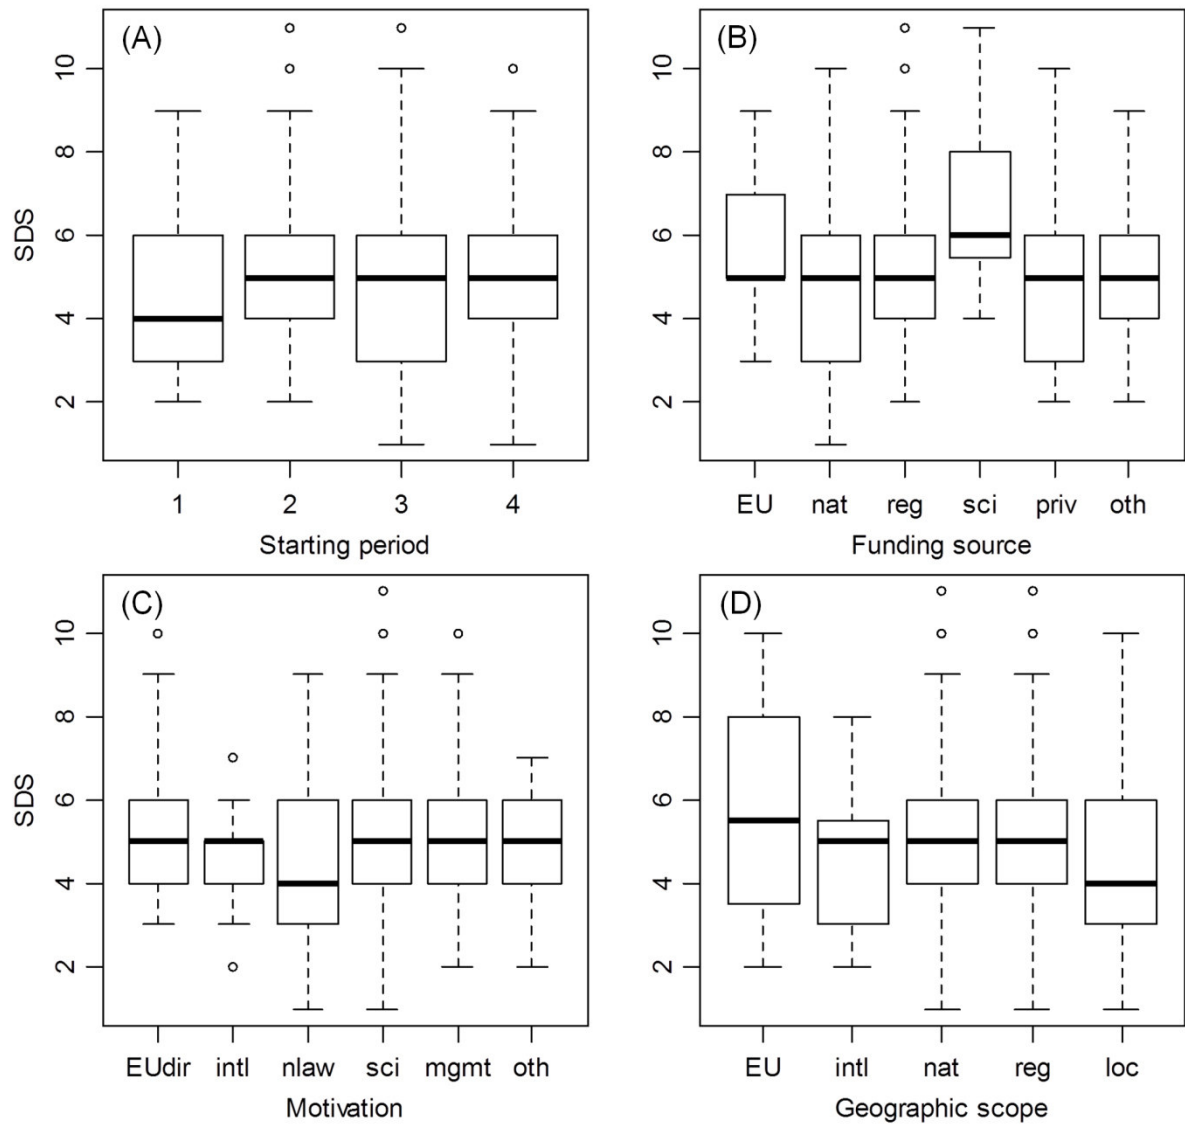 (A)
SDS
10
8
6
4
2
1 2 3 4
Starting period
(B)
10
8
6
4
2
EU nat reg sci priv oth
Funding source
(C)
SDS
10
8
6
4
2
EUdir intl nlaw sci mgmt oth
Motivation
(D)
10
8
6
4
2
EU intl nat reg loc
Geographic scope